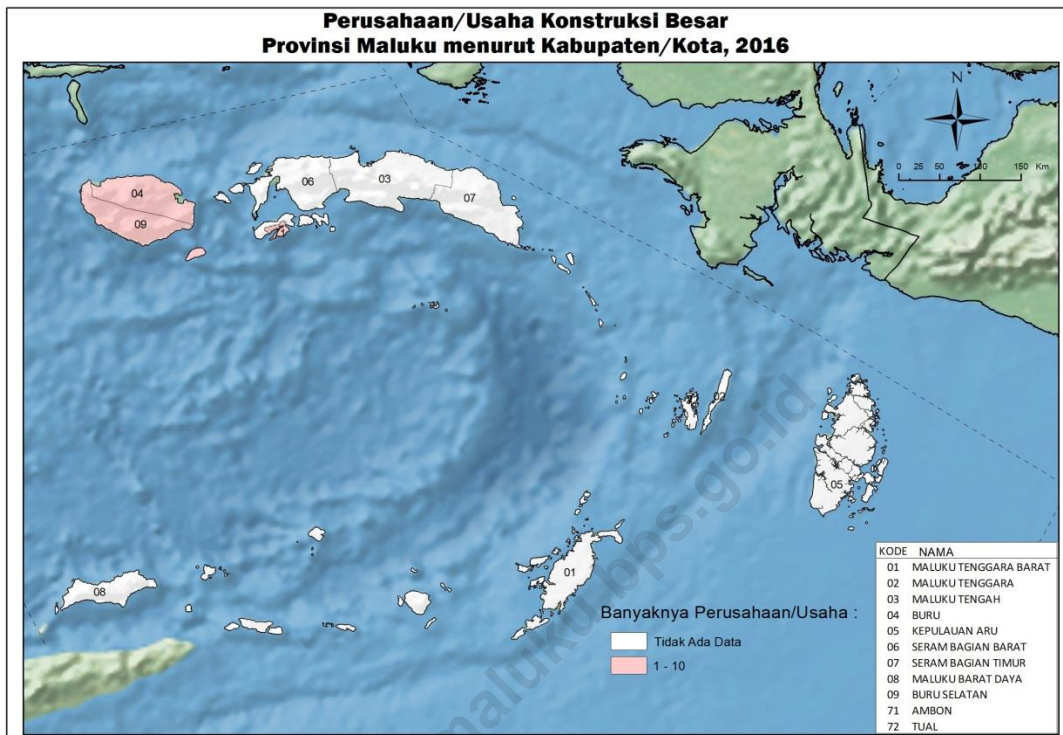 Perusahaan/Usaha Konstruksi Besar
Provinsi Maluku menurut Kabupaten/Kota, 2016
N
0 25 50 100 150 Km
04
09
06
03
07
02
05
01
08
maluku.bps.go.id
Banyaknya Perusahaan/Usaha :
Tidak Ada Data
1 - 10
KODE NAMA
01 MALUKU TENGGARA BARAT
02 MALUKU TENGGARA
03 MALUKU TENGAH
04 BURU
05 KEPULAUAN ARU
06 SERAM BAGIAN BARAT
07 SERAM BAGIAN TIMUR
08 MALUKU BARAT DAYA
09 BURU SELATAN
71 AMBON
72 TUAL